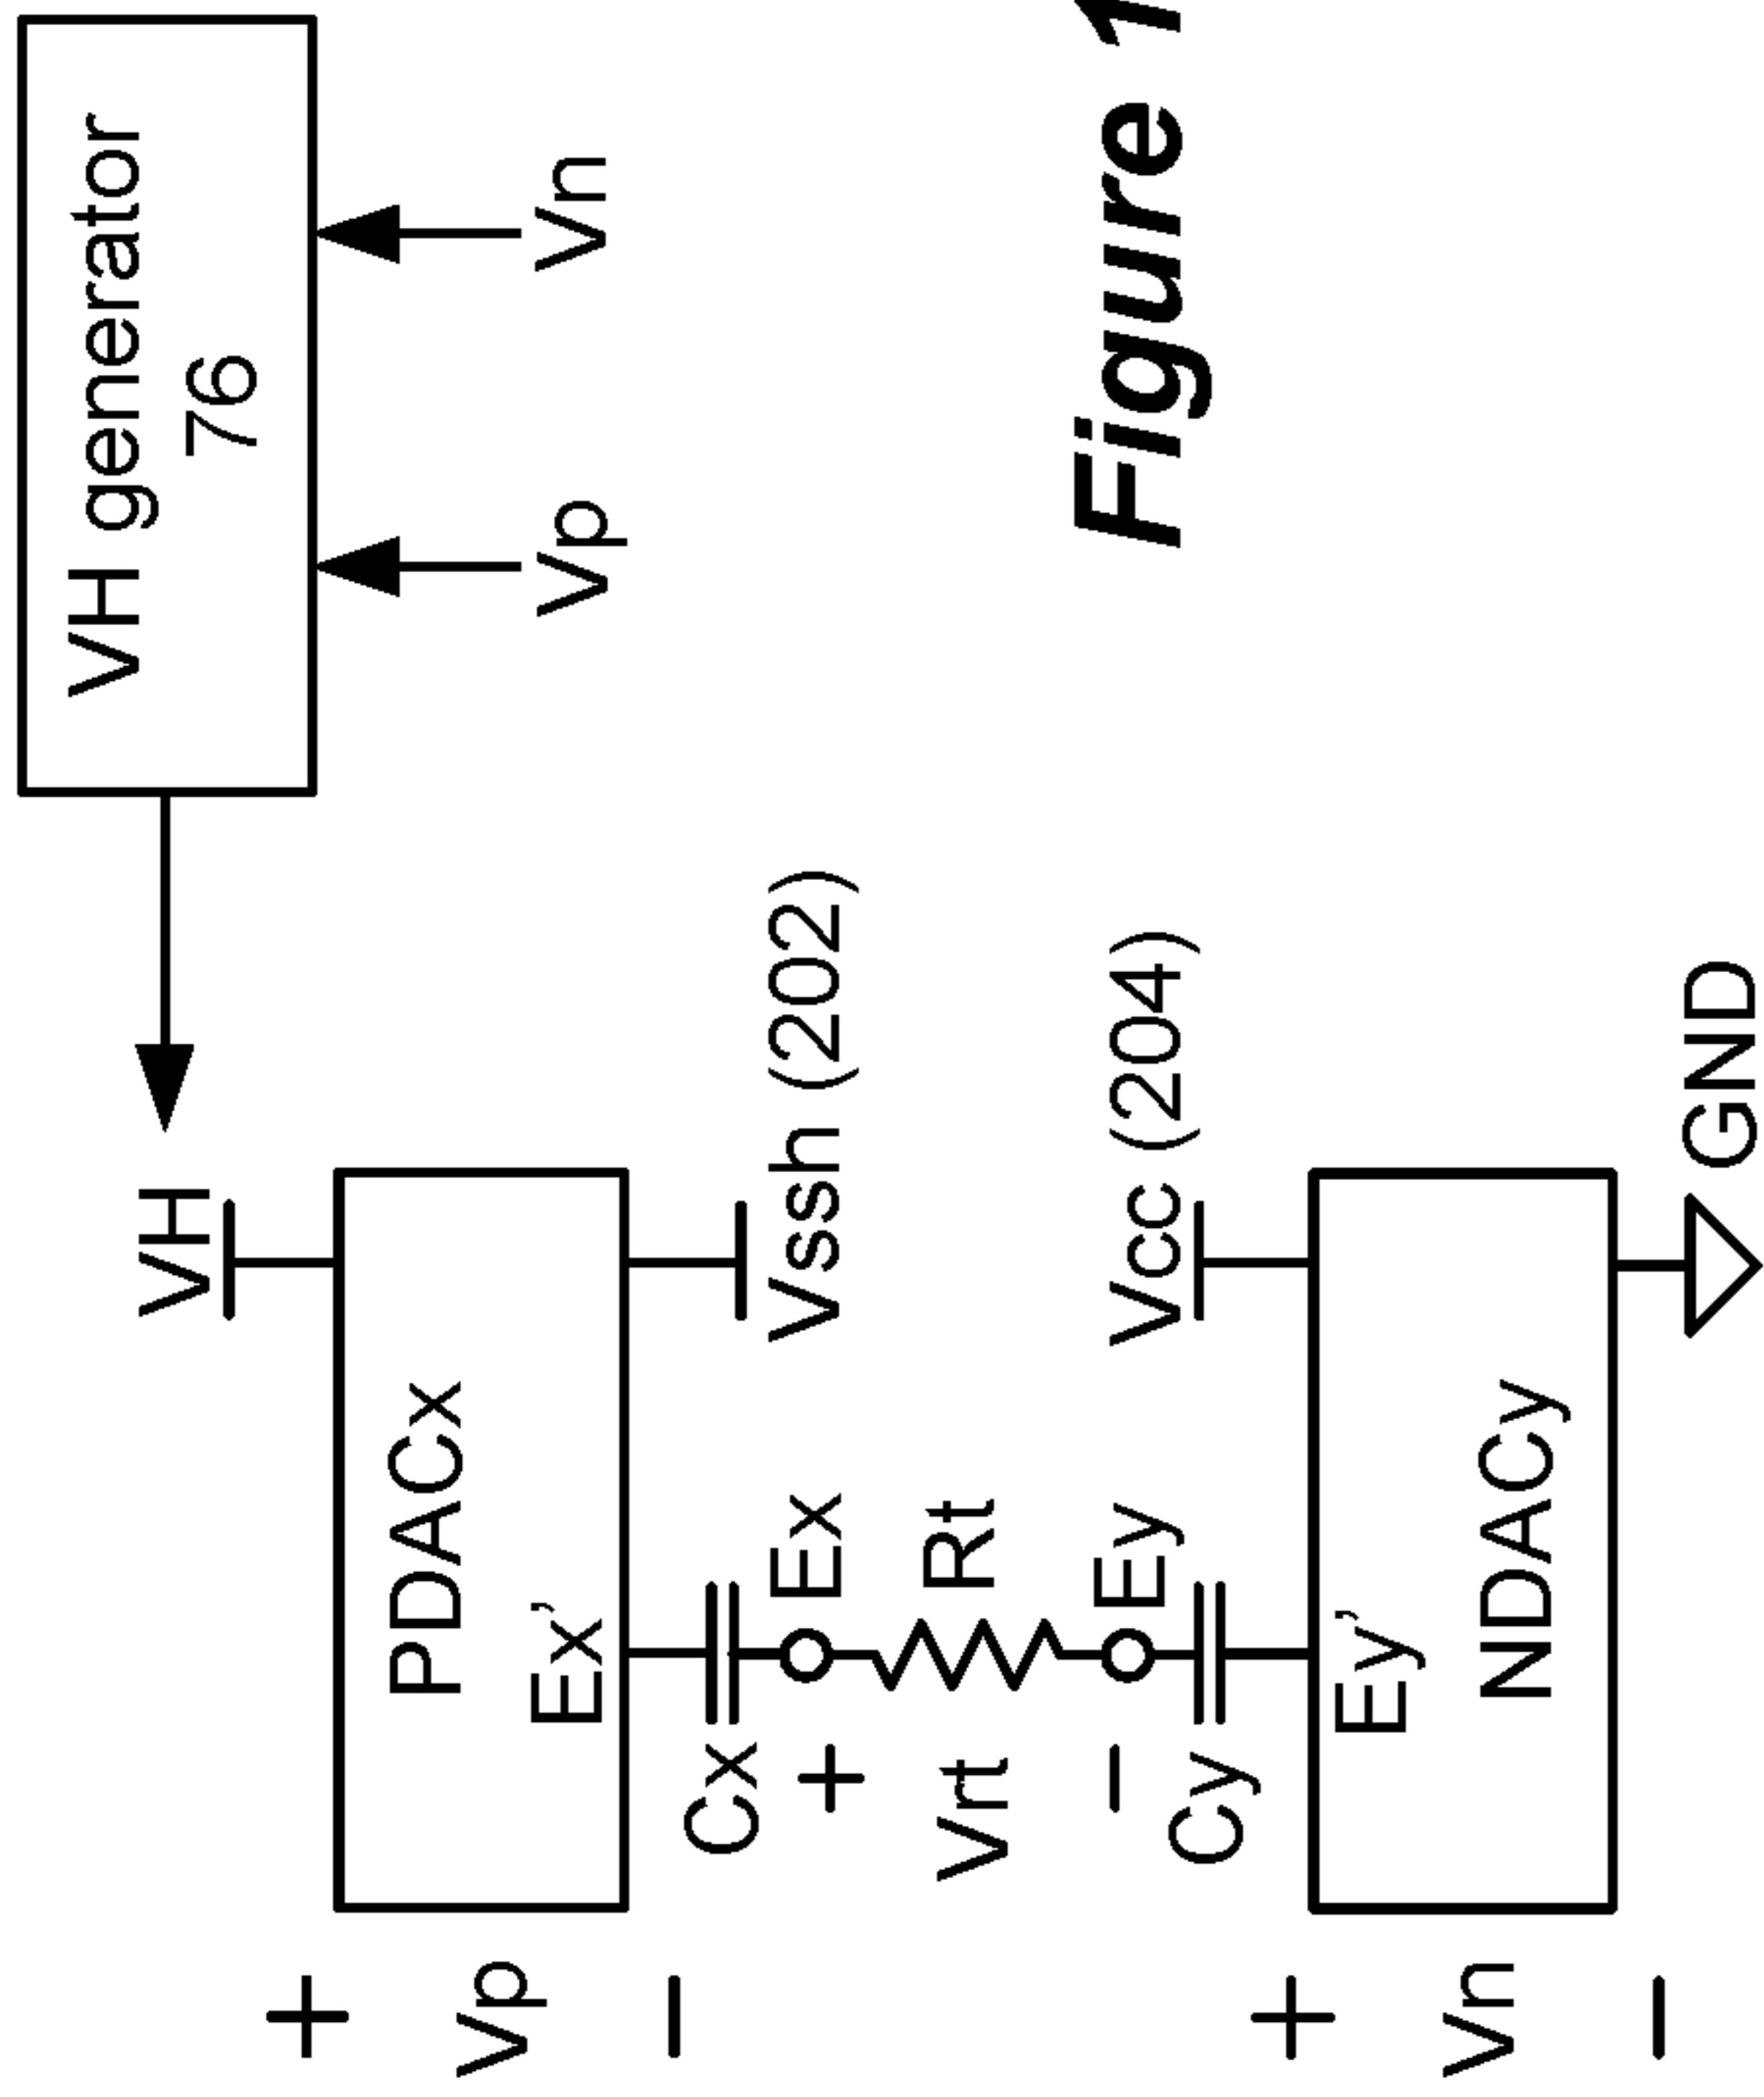 VH generator
76
Vp
Vn
VH
PDACx
Ex’
+
Vp
−
Vssh (202)
Cx
Ex
+
Vrt
−
Rt
Ey
Cy
Vcc (204)
Ey’
NDACy
+
Vn
−
GND
Figure 1